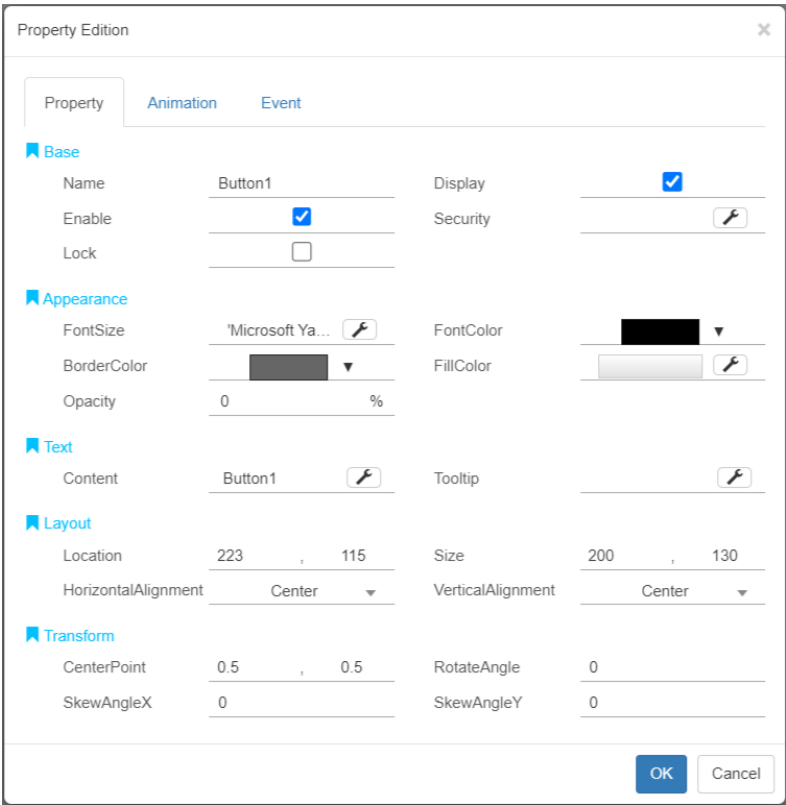 Property Edition ×
Property Animation Event
Base
Name Button1 Display
Enable Security
Lock
Appearance
FontSize 'Microsoft Ya... FontColor
BorderColor FillColor
Opacity 0 %
Text
Content Button1 Tooltip
Layout
Location 223 , 115 Size 200 , 130
HorizontalAlignment Center VerticalAlignment Center
Transform
CenterPoint 0.5 , 0.5 RotateAngle 0
SkewAngleX 0 SkewAngleY 0
OK Cancel